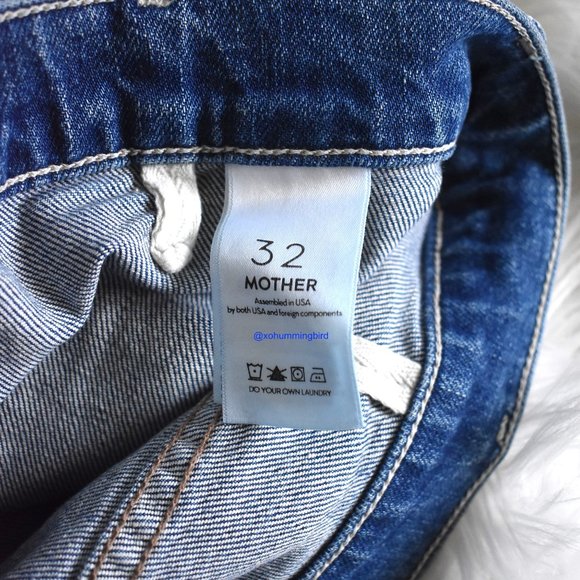 32
MOTHER
Assembled in USA
by both USA and foreign components
@xohummingbird
DO YOUR OWN LAUNDRY